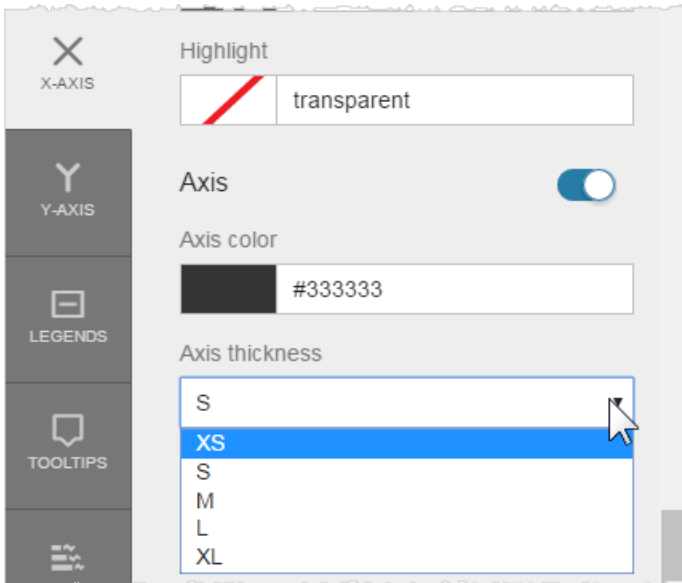 X-AXIS
Y-AXIS
LEGENDS
TOOLTIPS
Highlight
transparent
Axis
Axis color
#333333
Axis thickness
S
XS
S
M
L
XL